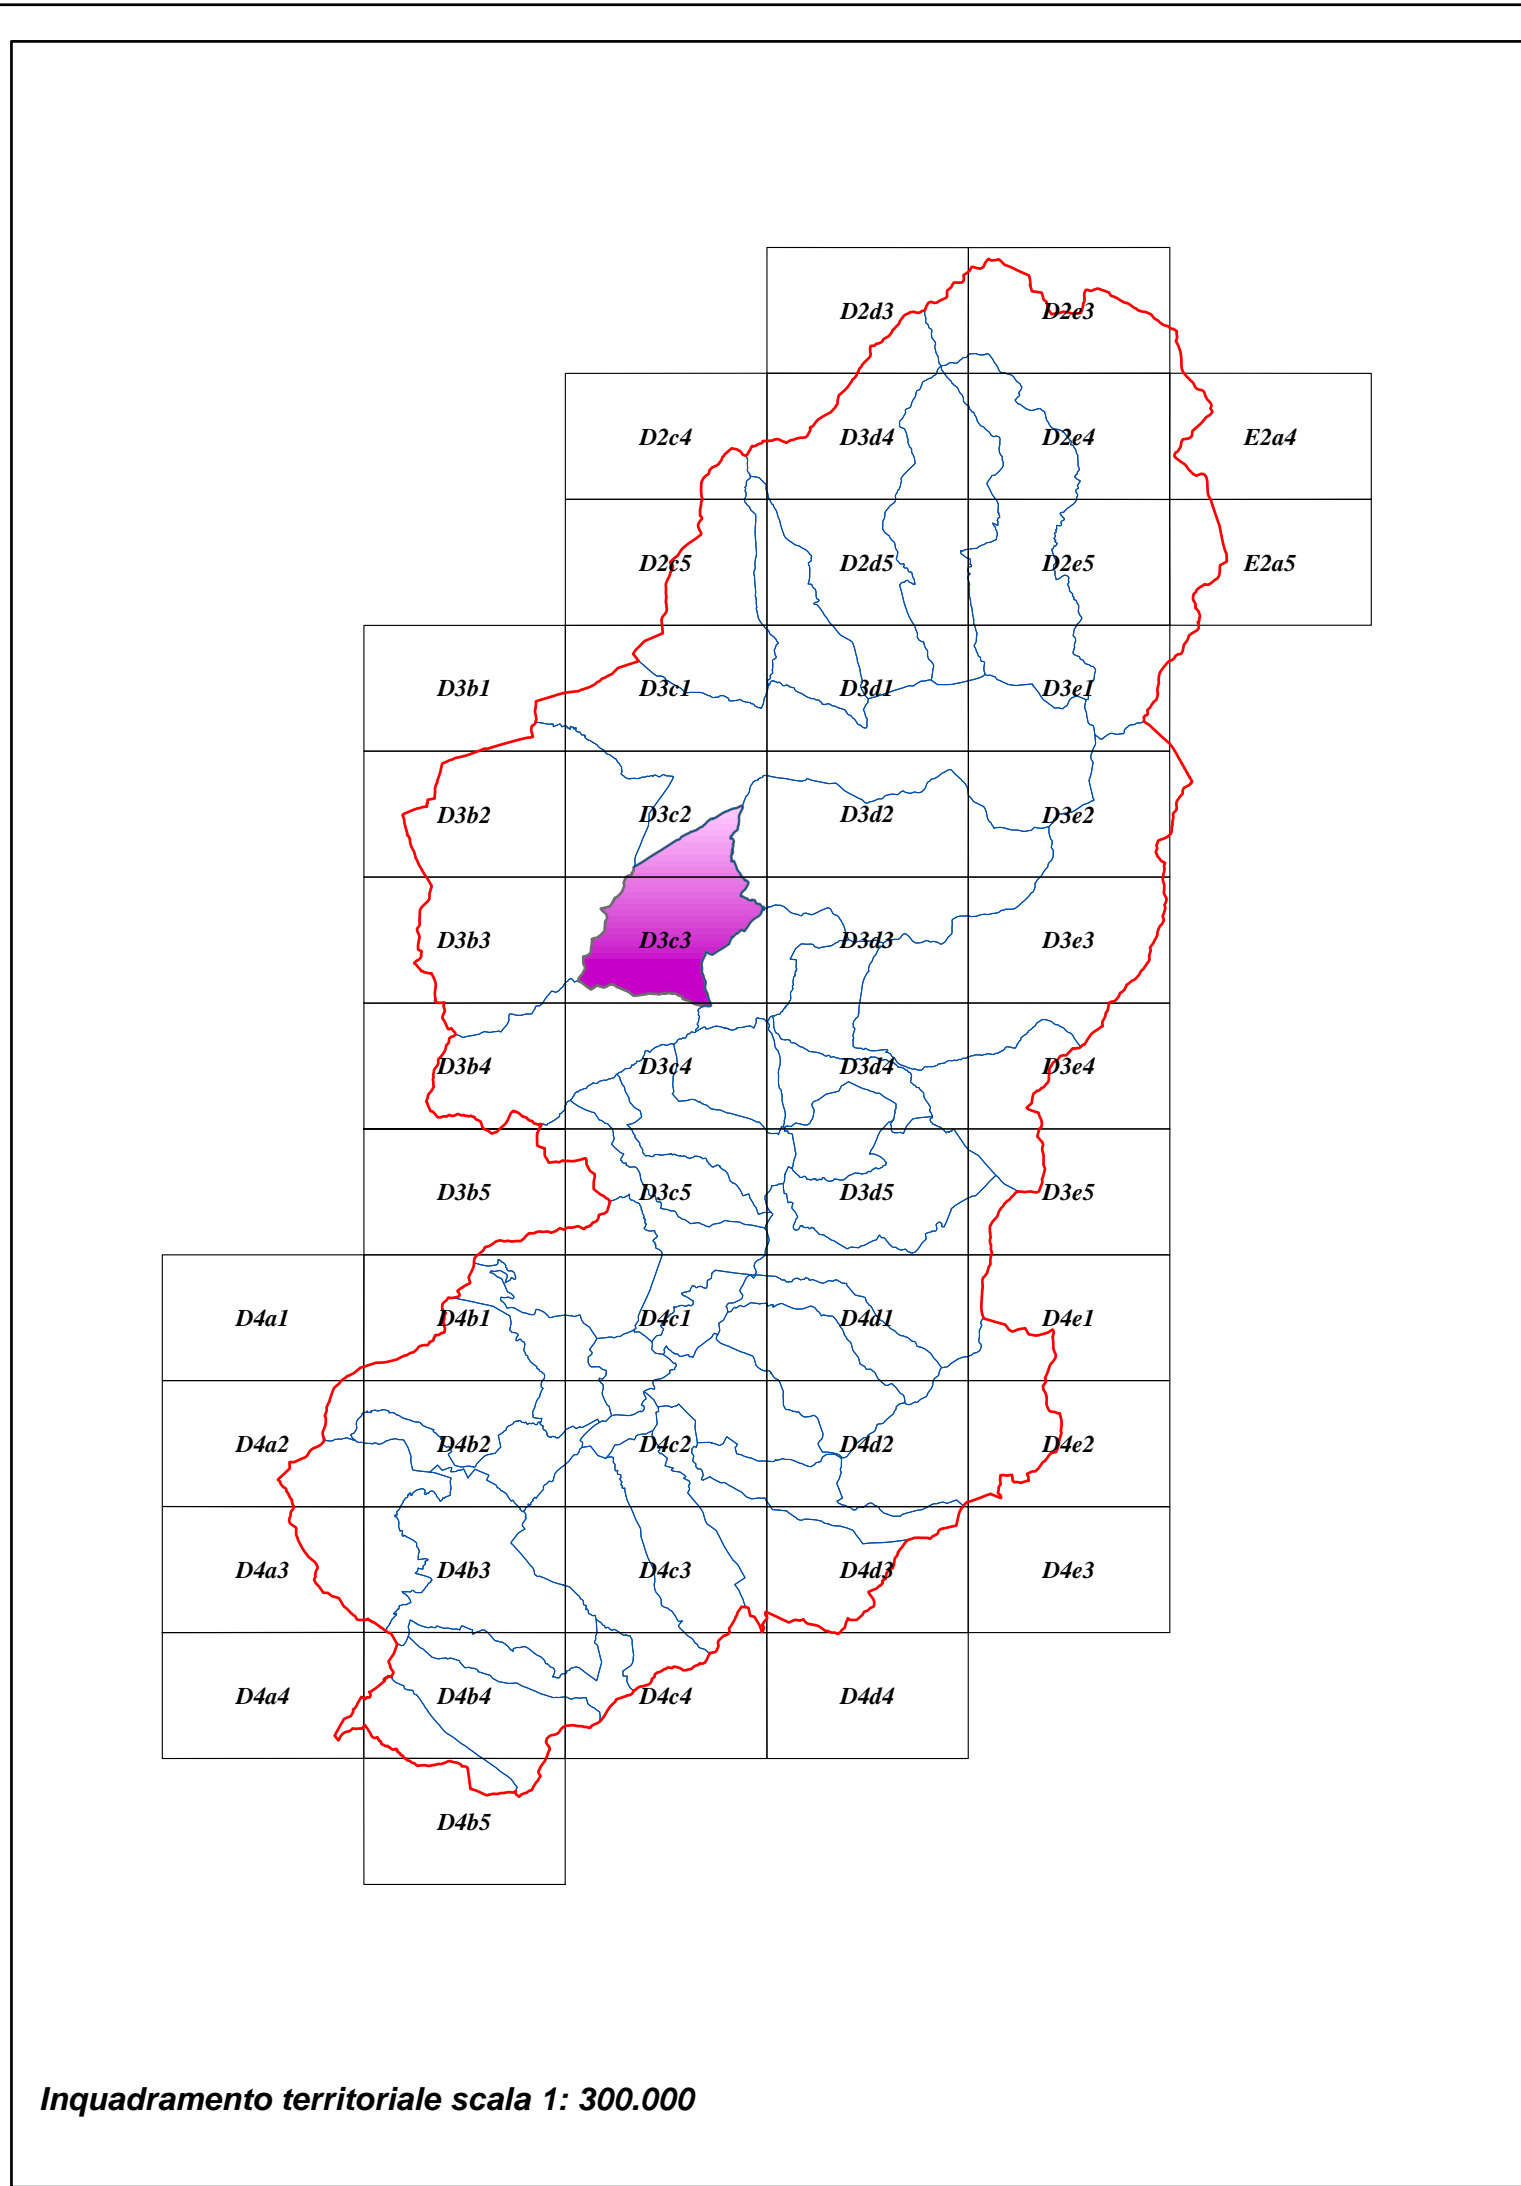 D2d3 D2e3
D2c4 D3d4 D2e4 E2a4
D2c5 D2d5 D2e5 E2a5
D3b1 D3c1 D3d1 D3e1
D3b2 D3c2 D3d2 D3e2
D3b3 D3c3 D3d3 D3e3
D3b4 D3c4 D3d4 D3e4
D3b5 D3c5 D3d5 D3e5
D4a1 D4b1 D4c1 D4d1 D4e1
D4a2 D4b2 D4c2 D4d2 D4e2
D4a3 D4b3 D4c3 D4d3 D4e3
D4a4 D4b4 D4c4 D4d4
D4b5
Inquadramento territoriale scala 1: 300.000